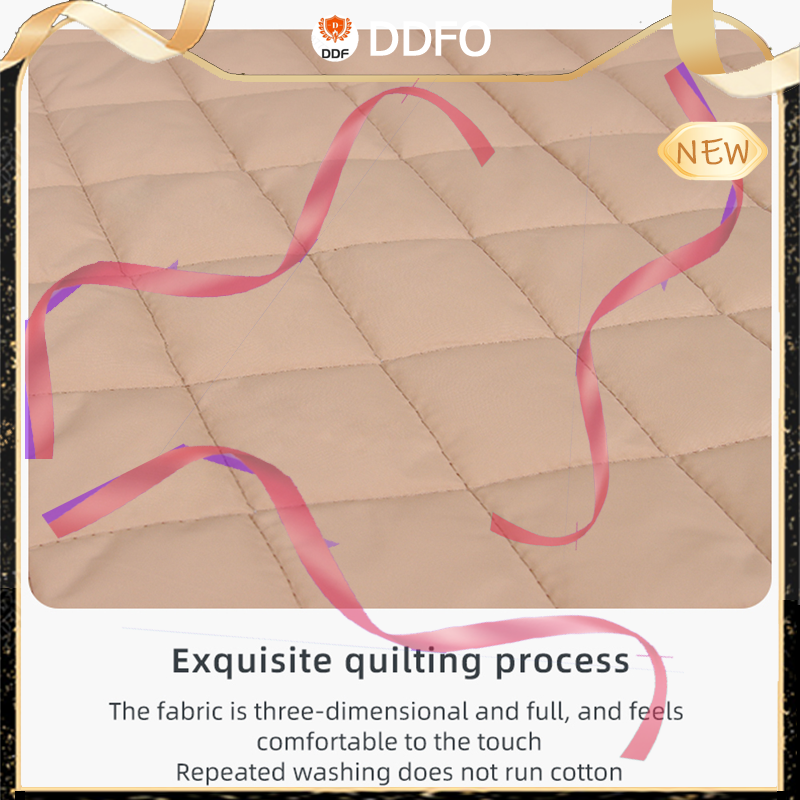 DDF
DDFO
NEW
Exquisite quilting process
The fabric is three-dimensional and full, and feels
comfortable to the touch
Repeated washing does not run cotton